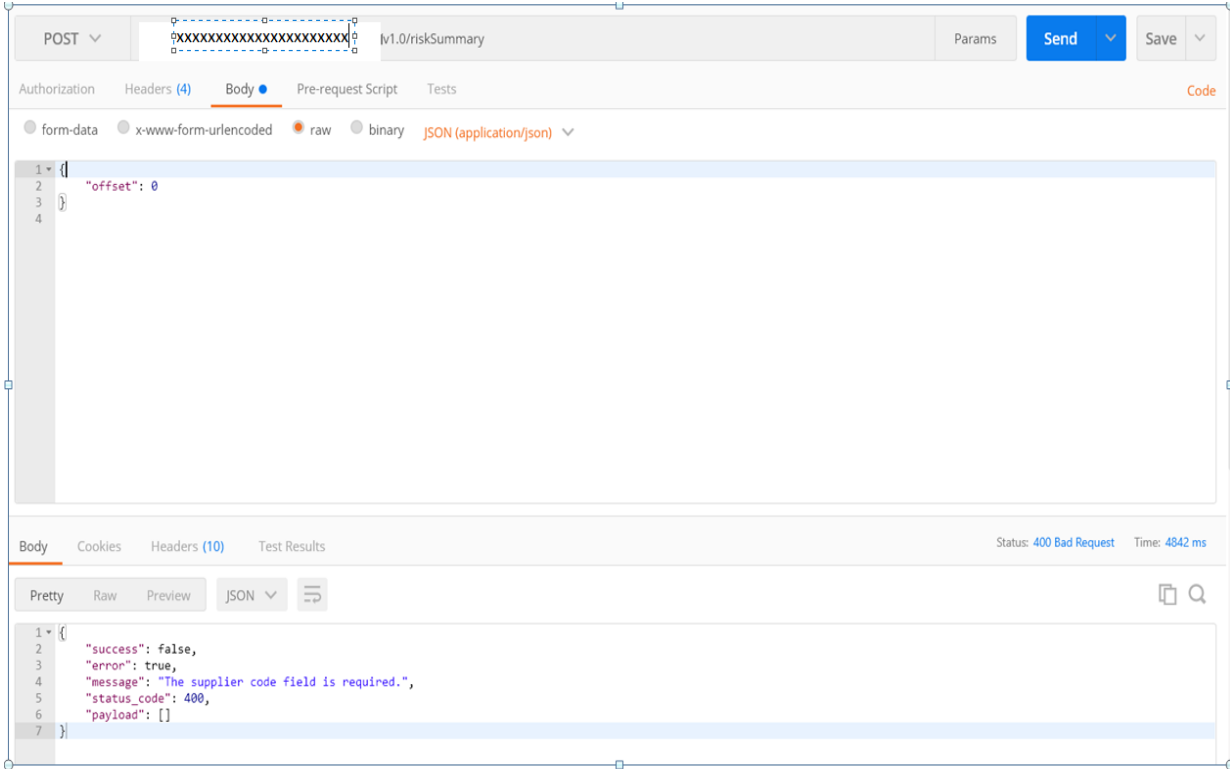 POST xxxxxxxxxxxxxxxxxxxxxx /v1.0/riskSummary Params Send Save
Authorization Headers (4) Body Pre-request Script Tests Code
form-data x-www-form-urlencoded raw binary JSON (application/json)
1 {
2 "offset": 0
3 }
4
Body Cookies Headers (10) Test Results Status: 400 Bad Request Time: 4842 ms
Pretty Raw Preview JSON
1 {
2 "success": false,
3 "error": true,
4 "message": "The supplier code field is required.",
5 "status_code": 400,
6 "payload": []
7 }